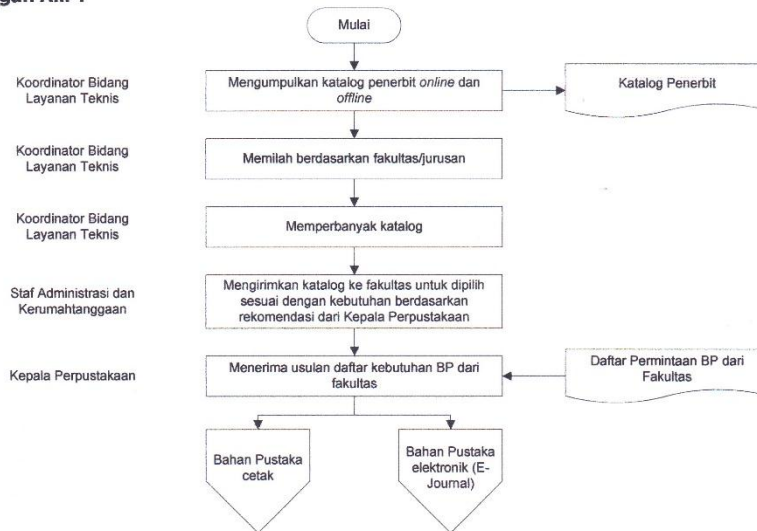 Mulai
Koordinator Bidang
Layanan Teknis
Mengumpulkan katalog penerbit online dan
offline
Katalog Penerbit
Koordinator Bidang
Layanan Teknis
Memilah berdasarkan fakultas/jurusan
Koordinator Bidang
Layanan Teknis
Memperbanyak katalog
Staf Administrasi dan
Kerumahtanggaan
Mengirimkan katalog ke fakultas untuk dipilih
sesuai dengan kebutuhan berdasarkan
rekomendasi dari Kepala Perpustakaan
Kepala Perpustakaan
Menerima usulan daftar kebutuhan BP dari
fakultas
Daftar Permintaan BP dari
Fakultas
Bahan Pustaka
cetak
Bahan Pustaka
elektronik (E-
Journal)